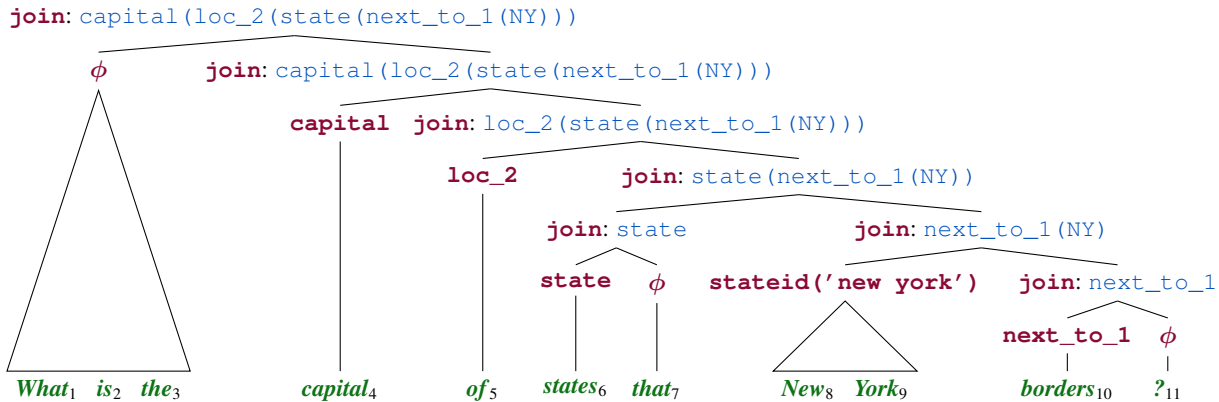 join: capital(loc_2(state(next_to_1(NY)))
ϕ join: capital(loc_2(state(next_to_1(NY)))
capital join: loc_2(state(next_to_1(NY)))
loc_2 join: state(next_to_1(NY))
join: state join: next_to_1(NY)
state ϕ stateid('new york') join: next_to_1
next_to_1 ϕ
What₁ is₂ the₃ capital₄ of₅ states₆ that₇ New₈ York₉ borders₁₀ ?₁₁